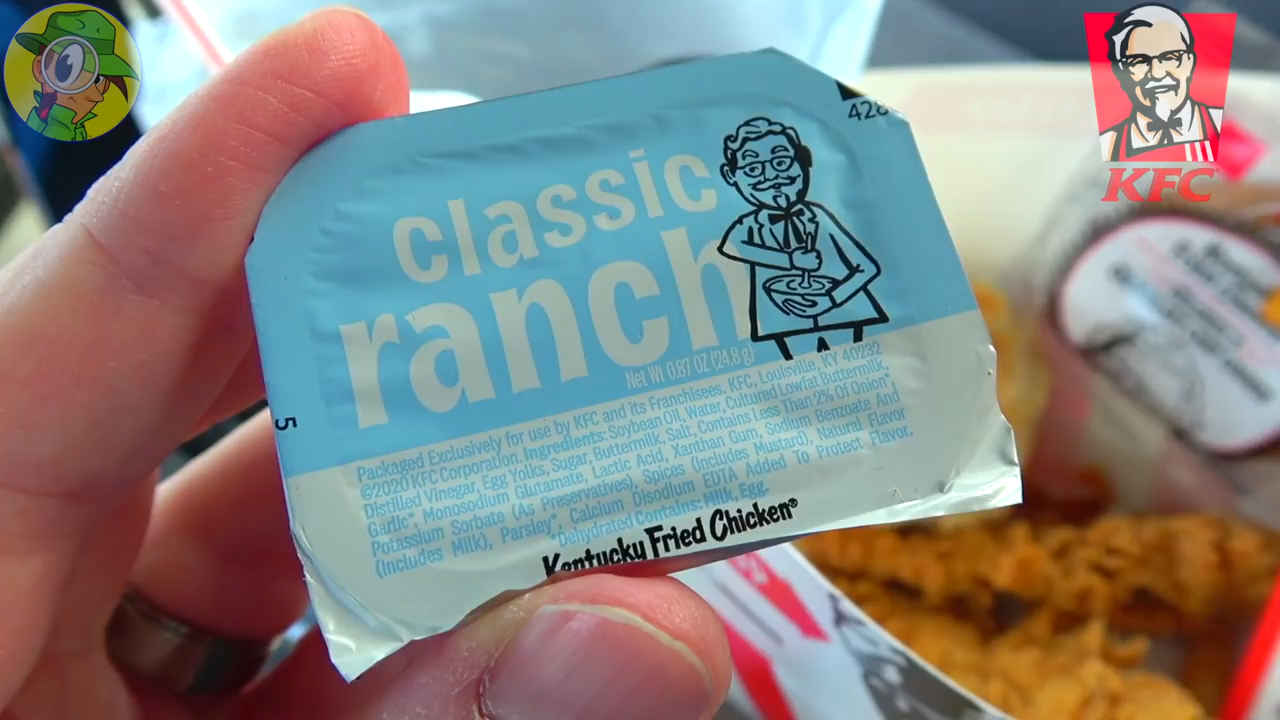 428
classic
ranch
Net Wt 0.87 OZ (24.8 g)
5
Packaged Exclusively for use by KFC and its Franchisees, KFC, Louisville, KY 40232
©2020 KFC Corporation. Ingredients: Soybean Oil, Water, Cultured Lowfat Buttermilk,
Distilled Vinegar, Egg Yolks, Sugar, Buttermilk, Salt, Contains Less Than 2% Of Onion*,
Garlic*, Monosodium Glutamate, Lactic Acid, Xanthan Gum, Sodium Benzoate And
Potassium Sorbate (As Preservatives), Spices (Includes Mustard), Natural Flavor
(Includes Milk), Parsley*, Calcium Disodium EDTA Added To Protect Flavor.
*Dehydrated Contains: Milk, Egg.
Kentucky Fried Chicken®
KFC